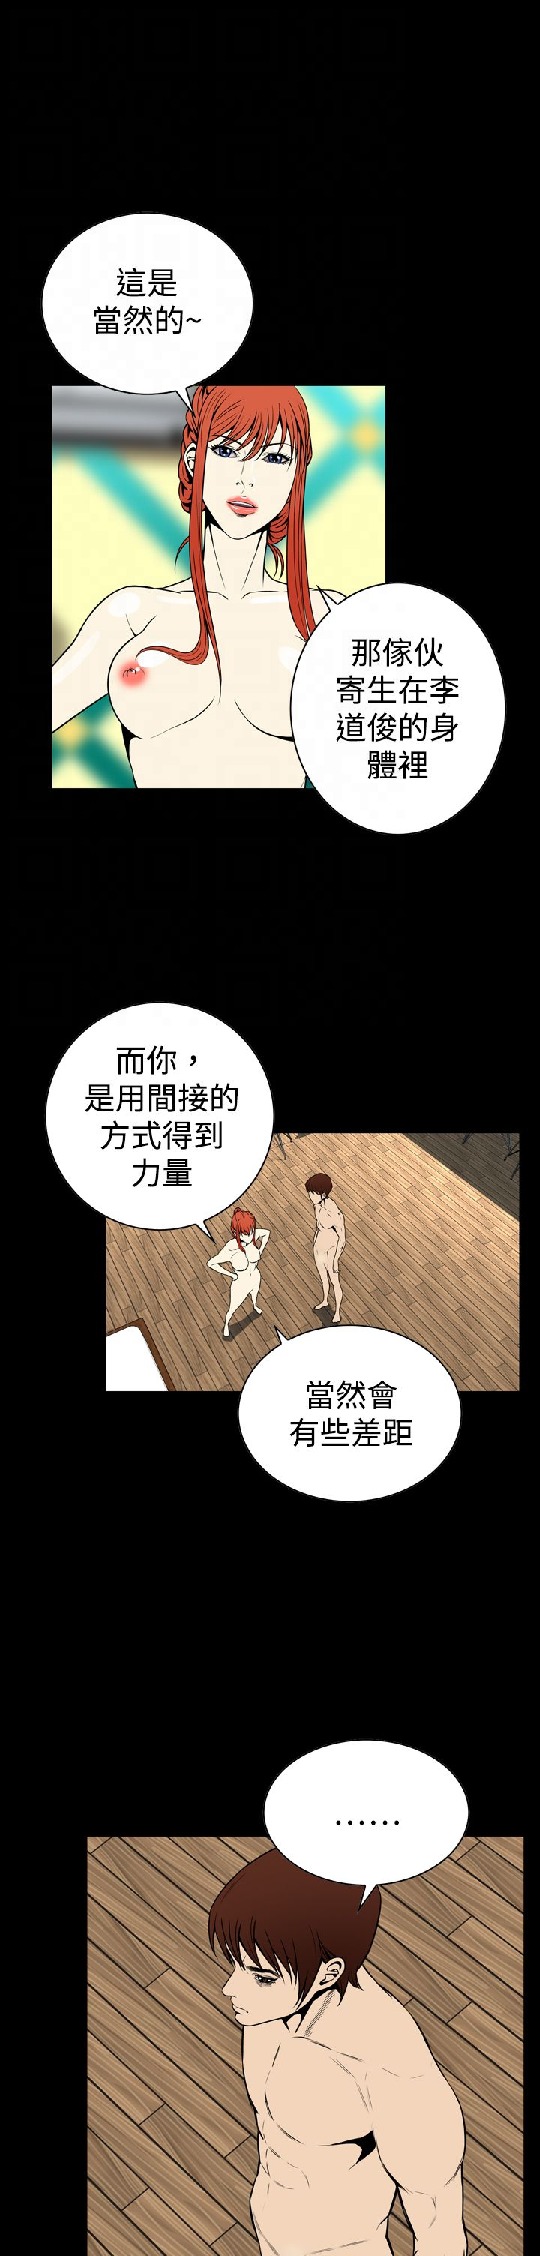 這是
當然的~
那傢伙
寄生在李
道俊的身
體裡
而你，
是用間接的
方式得到
力量
當然會
有些差距
......